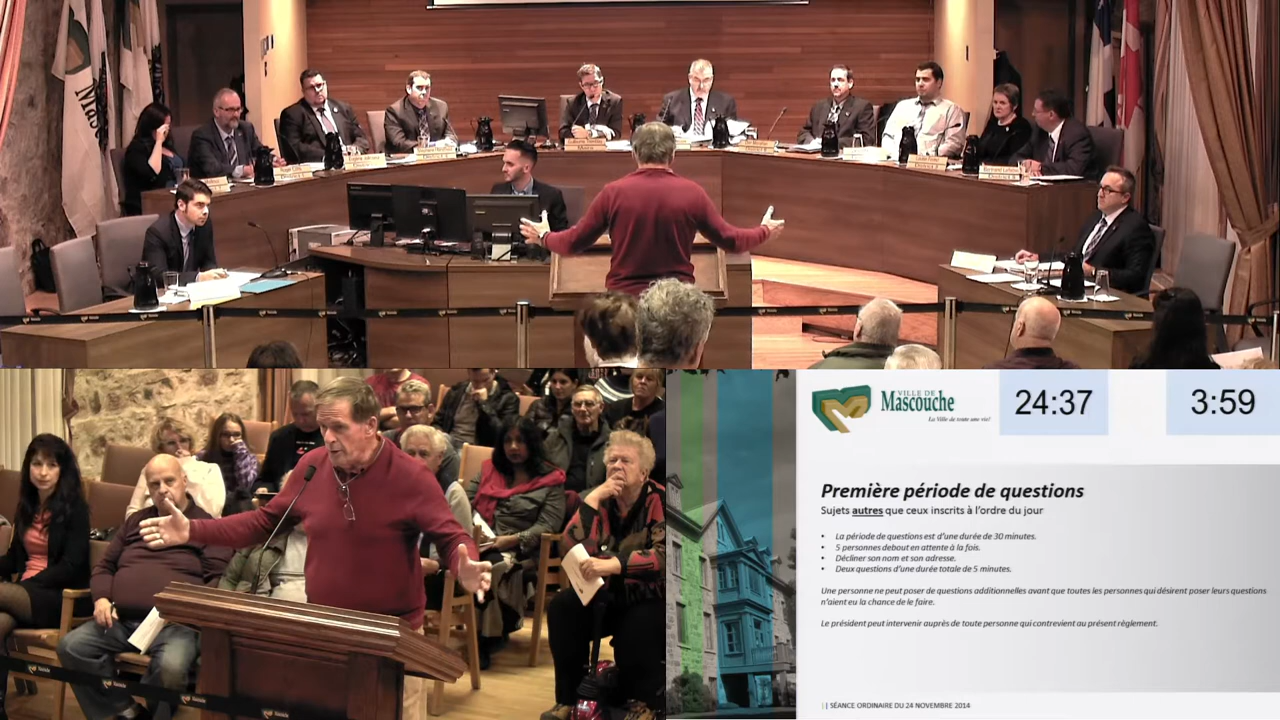 Masc
Maire
VILLE DE
Mascouche
La Ville de toute une vie!
24:37
3:59
Première période de questions
Sujets autres que ceux inscrits à l'ordre du jour
• La période de questions est d'une durée de 30 minutes.
• 5 personnes debout en attente à la fois.
• Décliner son nom et son adresse.
• Deux questions d'une durée totale de 5 minutes.
Une personne ne peut poser de questions additionnelles avant que toutes les personnes qui désirent poser leurs questions
n'aient eu la chance de le faire.
Le président peut intervenir auprès de toute personne qui contrevient au présent règlement.
1 | SÉANCE ORDINAIRE DU 24 NOVEMBRE 2014